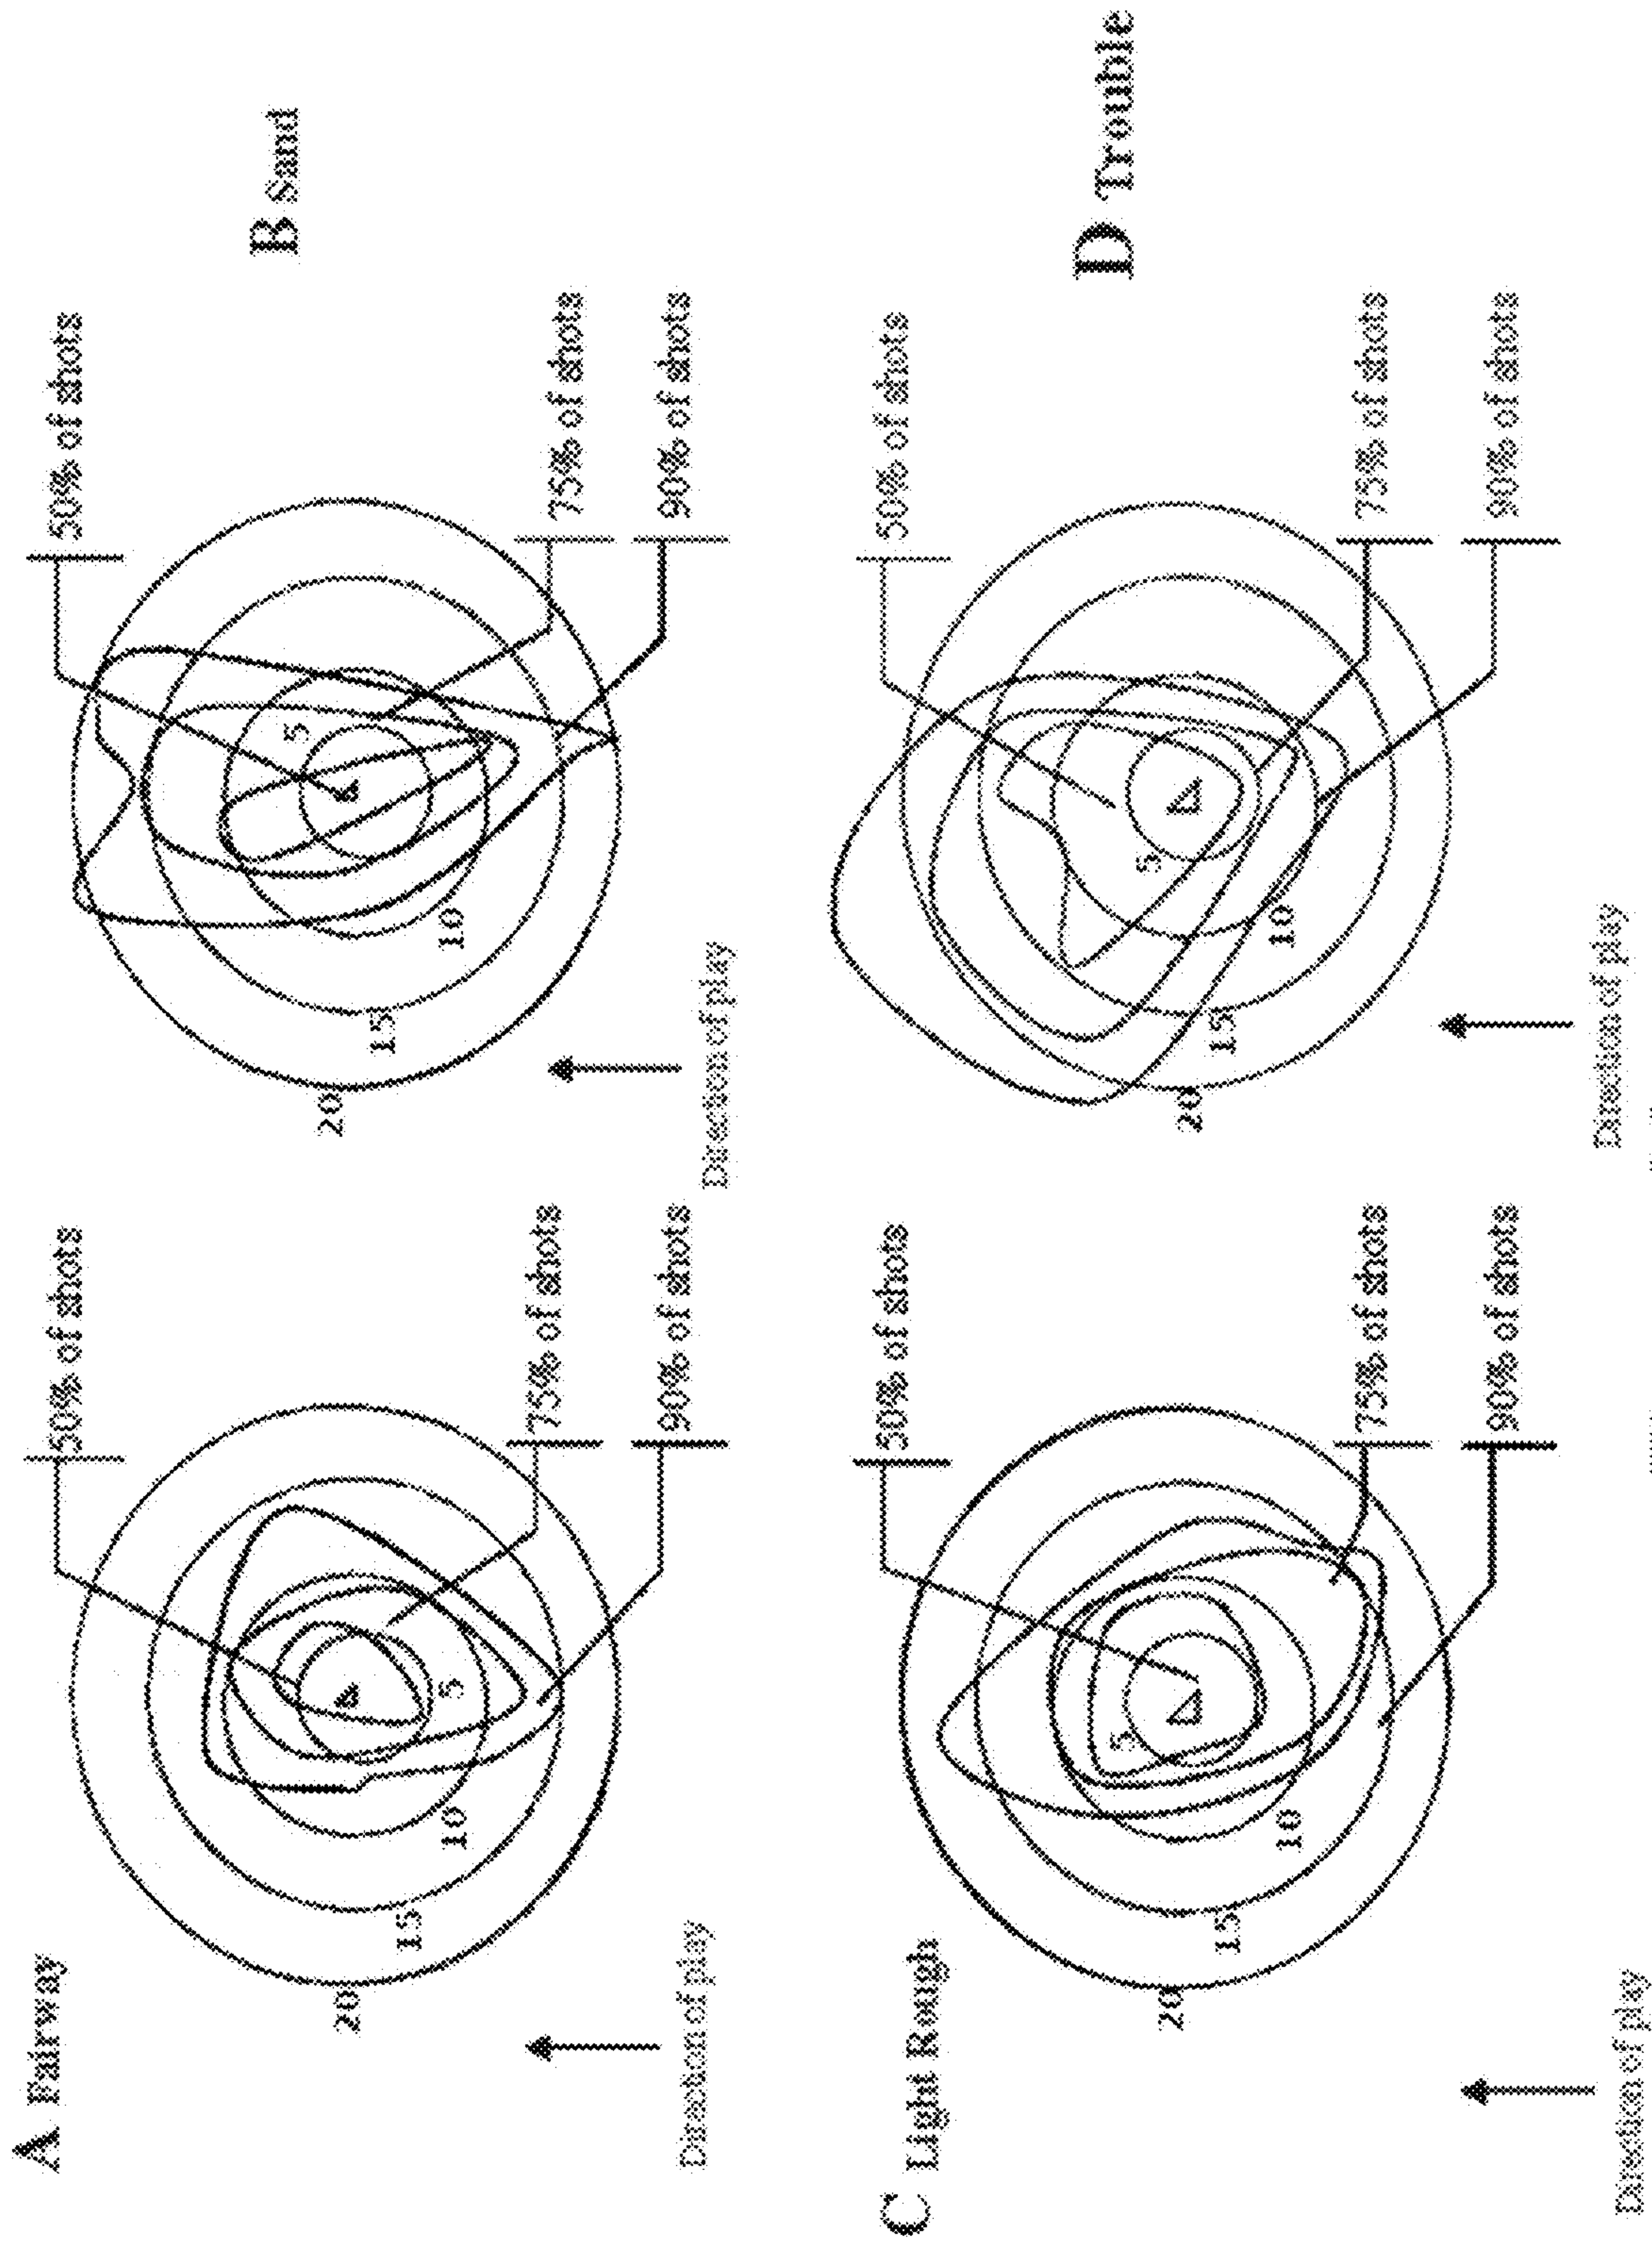 A Fairway
50% of shots
5
10
15
20
75% of shots
90% of shots
Direction of play
B Sand
50% of shots
5
10
15
20
75% of shots
90% of shots
Direction of play
C Light Rough
50% of shots
5
10
15
20
75% of shots
90% of shots
Direction of play
D Trouble
50% of shots
5
10
15
20
75% of shots
90% of shots
Direction of play